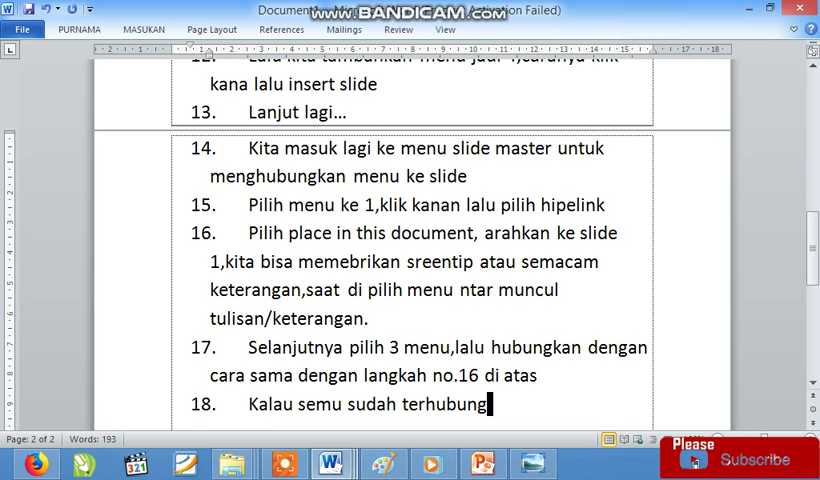 Document
www.BANDICAM.com
Activation Failed)
File PURNAMA MASUKAN Page Layout References Mailings Review View
kana lalu insert slide
13. Lanjut lagi...
14. Kita masuk lagi ke menu slide master untuk
menghubungkan menu ke slide
15. Pilih menu ke 1,klik kanan lalu pilih hipelink
16. Pilih place in this document, arahkan ke slide
1,kita bisa memebrikan sreentip atau semacam
keterangan,saat di pilih menu ntar muncul
tulisan/keterangan.
17. Selanjutnya pilih 3 menu,lalu hubungkan dengan
cara sama dengan langkah no.16 di atas
18. Kalau semu sudah terhubung
Page: 2 of 2 Words: 193
Please
Subscribe
321